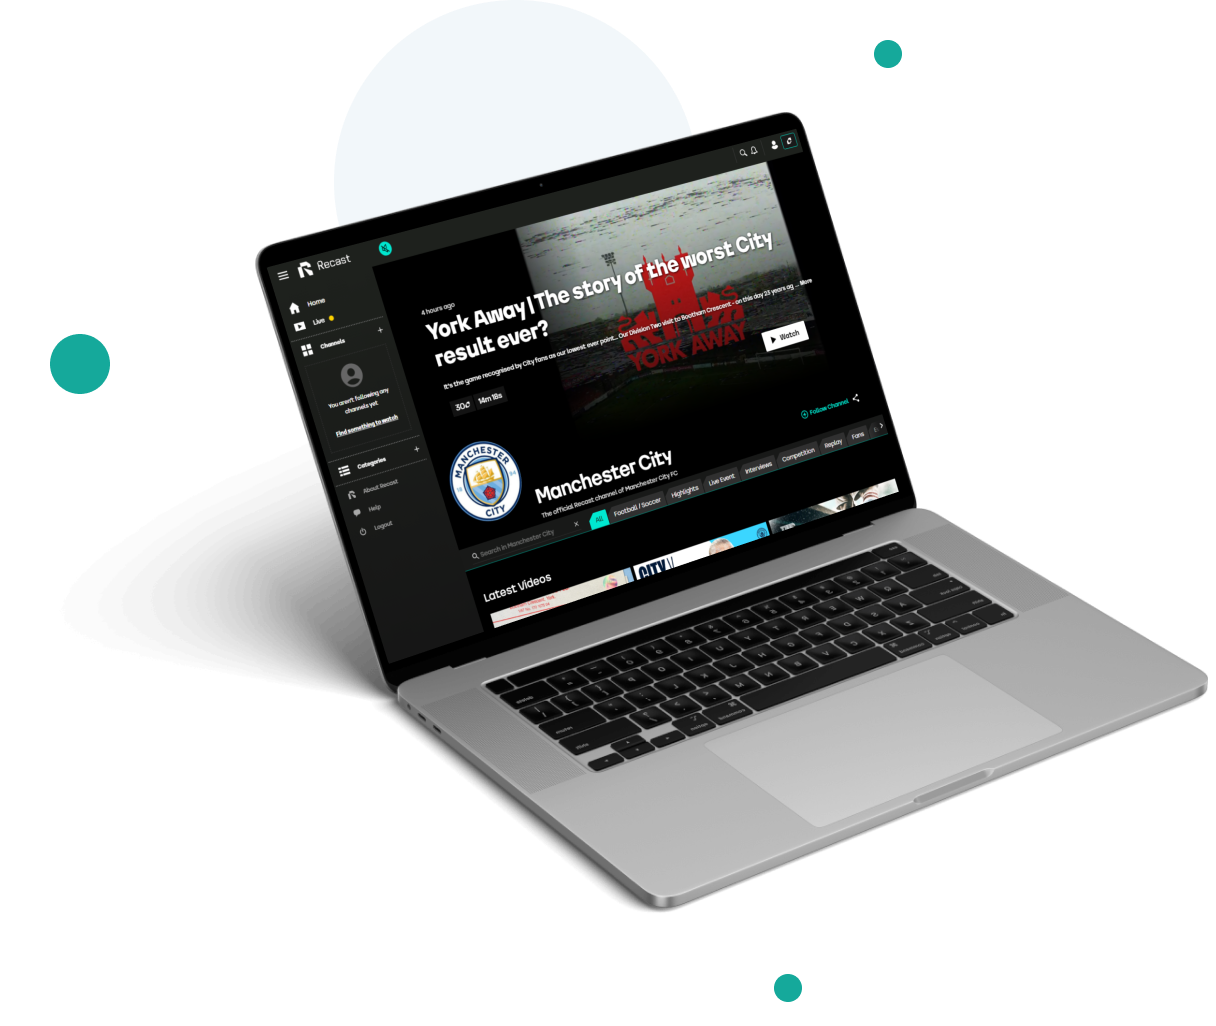 Recast
Home
Live
Channels
You aren't following any
channels yet
Find something to watch
Categories
About Recast
Help
Logout
4 hours ago
York Away | The story of the worst City
result ever?
It's the game recognised by City fans as our lowest ever point... Our Division Two visit to Bootham Crescent - on this day 23 years ag ... More
30
14m 18s
YORK AWAY
Watch
Follow Channel
MANCHESTER
CITY
Manchester City
The official Recast channel of Manchester City FC
Search in Manchester City
All
Football / Soccer
Highlights
Live Event
Interviews
Competition
Replay
Fans
Latest Videos
CITY